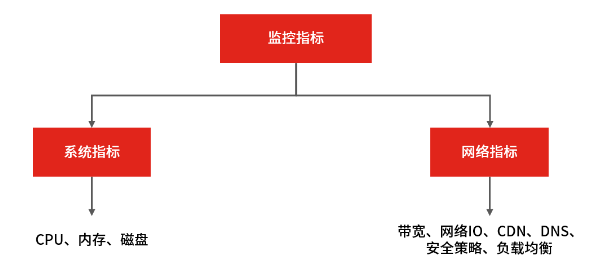 监控指标
系统指标
网络指标
CPU、内存、磁盘
带宽、网络IO、CDN、DNS、
安全策略、负载均衡